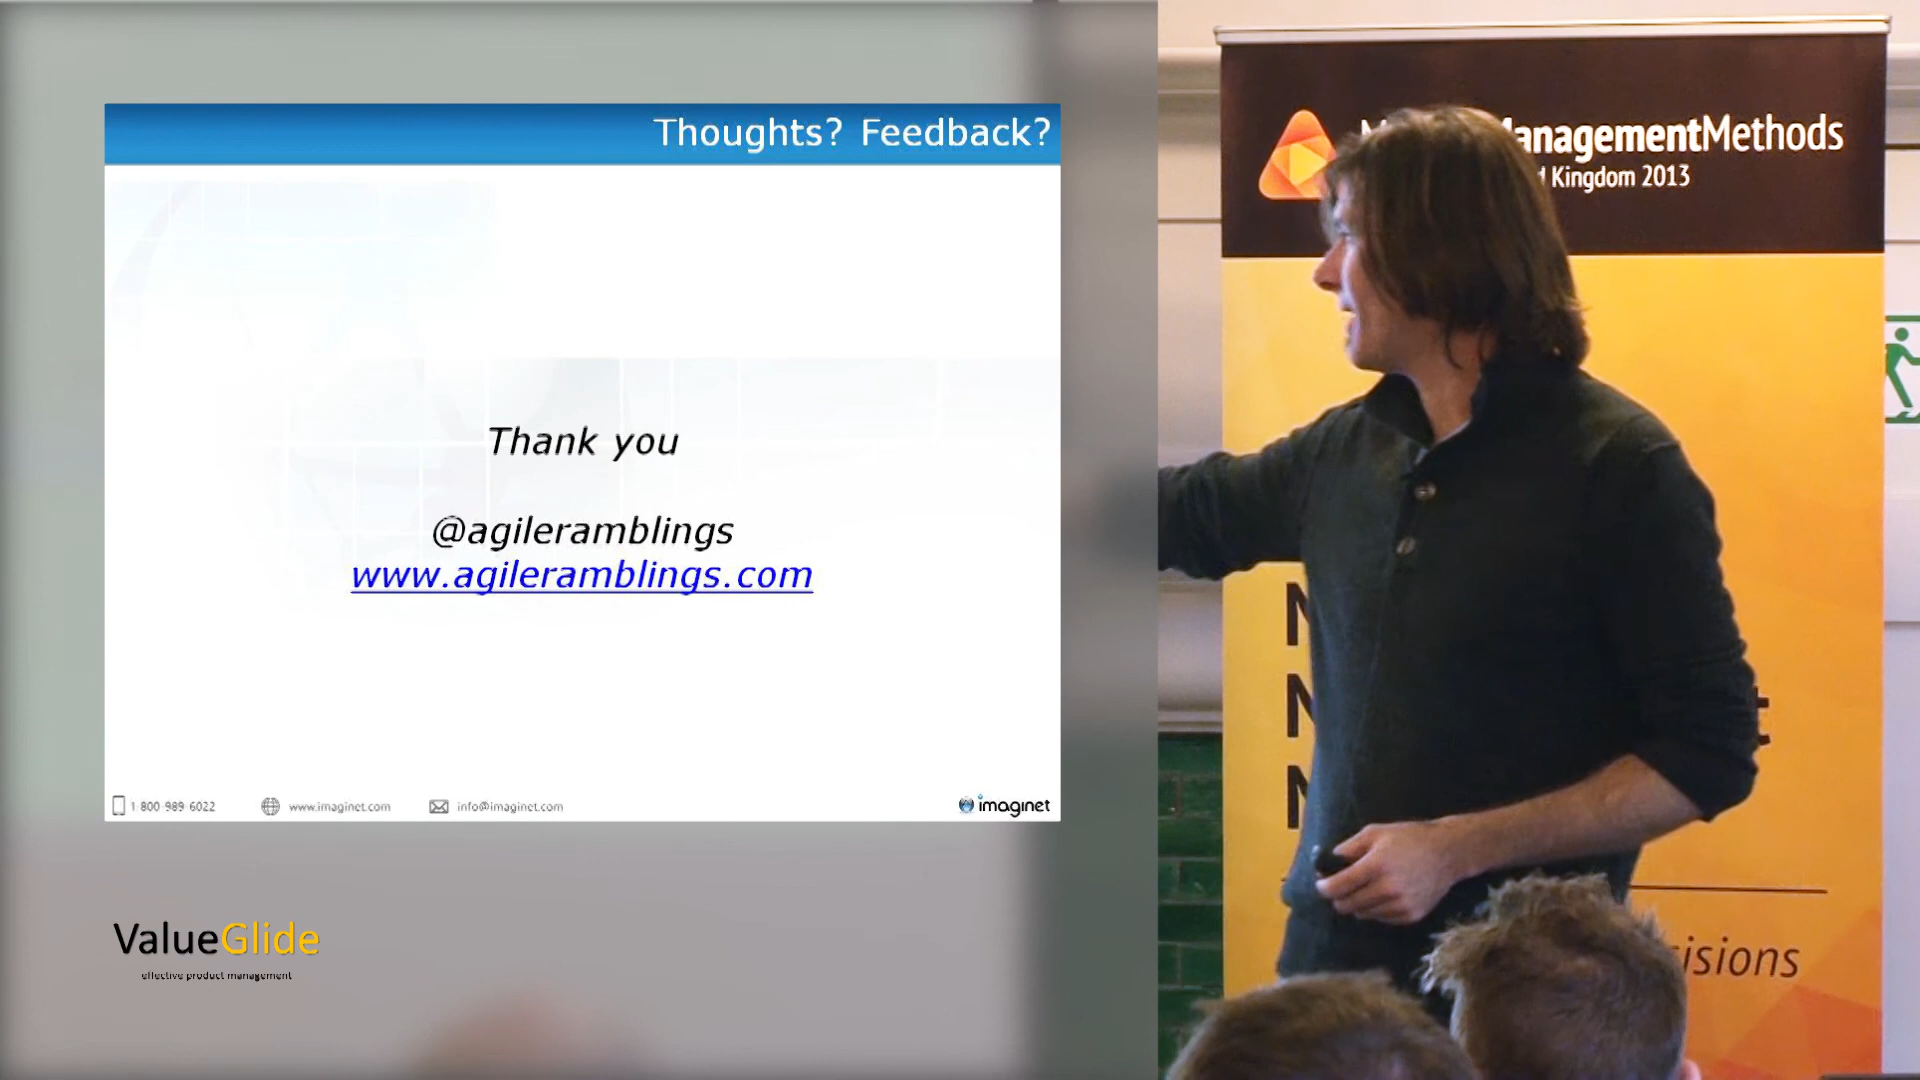 Thoughts? Feedback?
Thank you
@agileramblings
www.agileramblings.com
1 800 989 6022
www.imaginet.com
info@imaginet.com
imaginet
ValueGlide
effective product management
anagementMethods
Kingdom 2013
isions